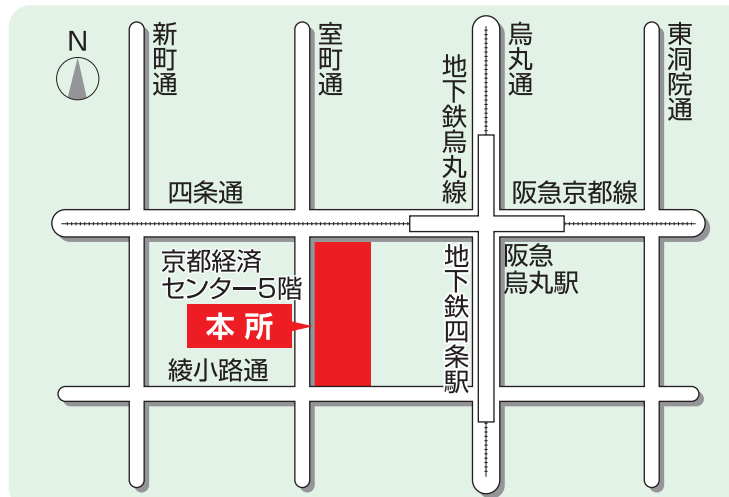 N
新町通
室町通
烏丸通
東洞院通
地下鉄烏丸線
四条通
阪急京都線
京都経済
センター5階
本所
阪急
烏丸駅
地下鉄四条駅
綾小路通